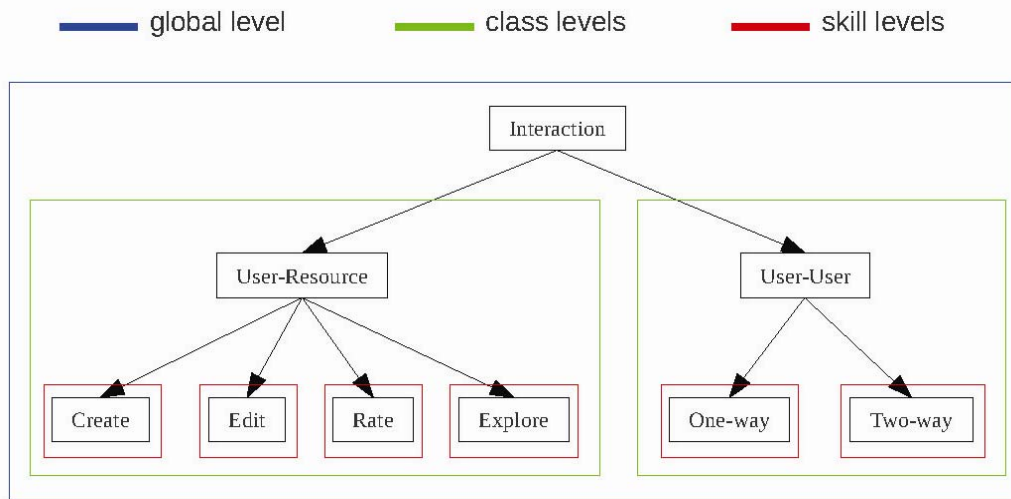 global level
class levels
skill levels
Interaction
User-Resource
User-User
Create
Edit
Rate
Explore
One-way
Two-way